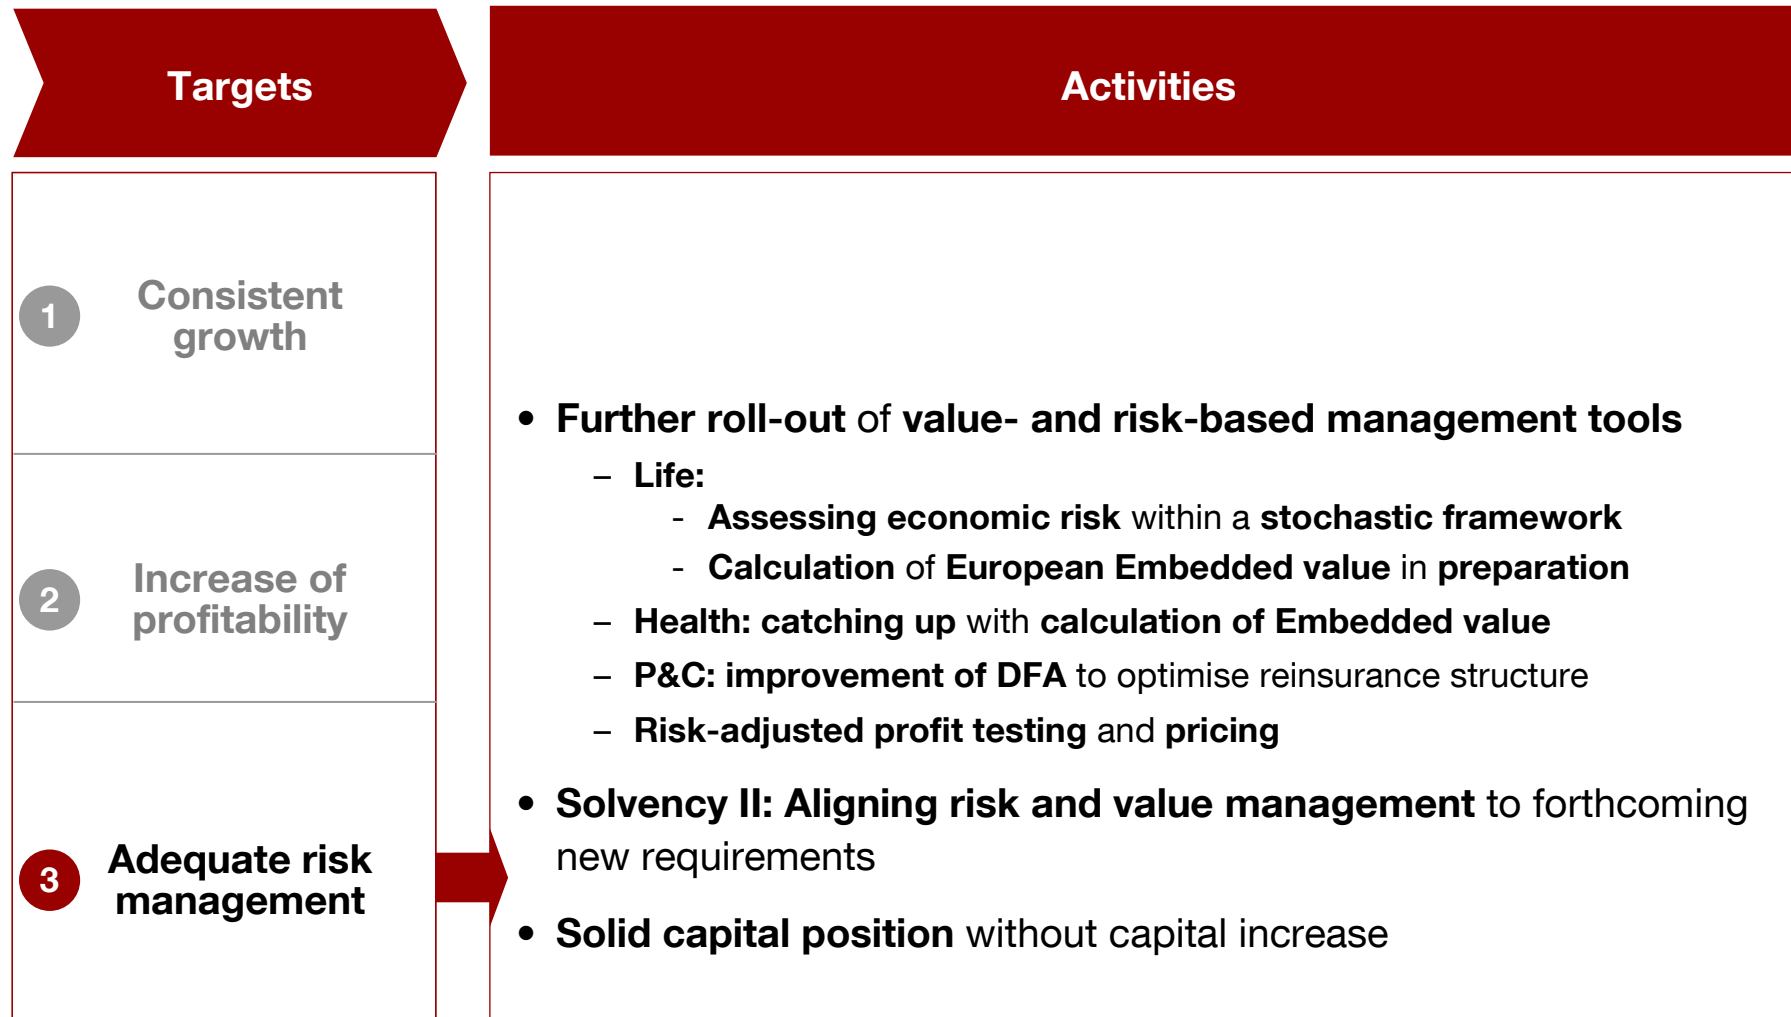 Targets
Activities
1
Consistent
growth
2
Increase of
profitability
3
Adequate risk
management
• Further roll-out of value- and risk-based management tools
– Life:
- Assessing economic risk within a stochastic framework
- Calculation of European Embedded value in preparation
– Health: catching up with calculation of Embedded value
– P&C: improvement of DFA to optimise reinsurance structure
– Risk-adjusted profit testing and pricing
• Solvency II: Aligning risk and value management to forthcoming
new requirements
• Solid capital position without capital increase